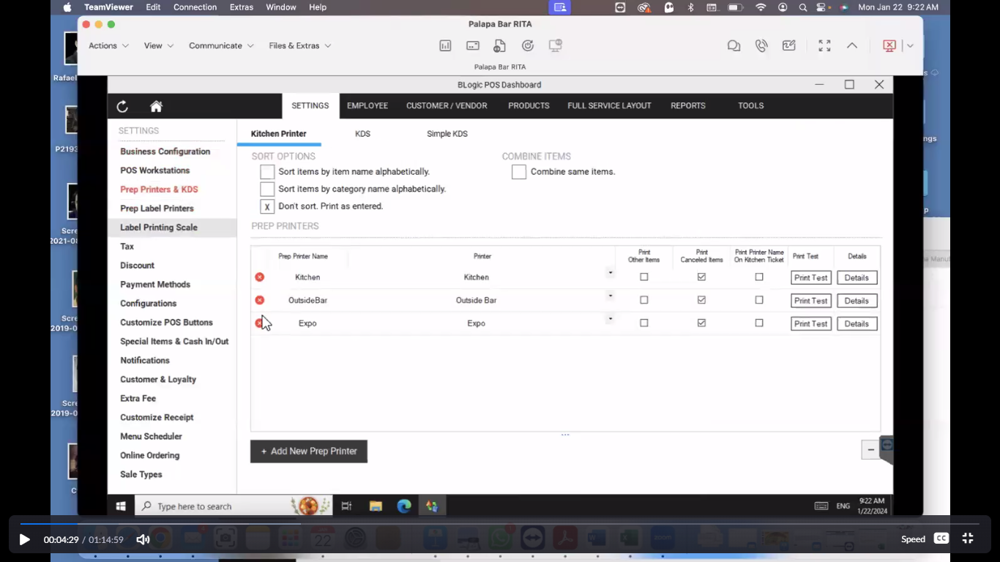 TeamViewer Edit Connection Extras Window Help Mon Jan 22 9:22 AM
Palapa Bar RITA
Actions View Communicate Files & Extras
Palapa Bar RITA
BLogic POS Dashboard
SETTINGS EMPLOYEE CUSTOMER / VENDOR PRODUCTS FULL SERVICE LAYOUT REPORTS TOOLS
SETTINGS
Business Configuration
POS Workstations
Prep Printers & KDS
Prep Label Printers
Label Printing Scale
Tax
Discount
Payment Methods
Configurations
Customize POS Buttons
Special Items & Cash In/Out
Notifications
Customer & Loyalty
Extra Fee
Customize Receipt
Menu Scheduler
Online Ordering
Sale Types
Kitchen Printer KDS Simple KDS
SORT OPTIONS COMBINE ITEMS
Sort items by item name alphabetically. Combine same items.
Sort items by category name alphabetically.
X Don't sort. Print as entered.
PREP PRINTERS
Prep Printer Name Printer Print Other Items Print Canceled Items Print Printer Name On Kitchen Ticket Print Test Details
Kitchen Kitchen Print Test Details
OutsideBar Outside Bar Print Test Details
Expo Expo Print Test Details
+ Add New Prep Printer
Type here to search ENG 9:22 AM
1/22/2024
Rafael
P2193
Scre
2021-08
Scre
2019-0
Scre
2019-0
C
ngs
22
00:04:29 / 01:14:59 Speed CC